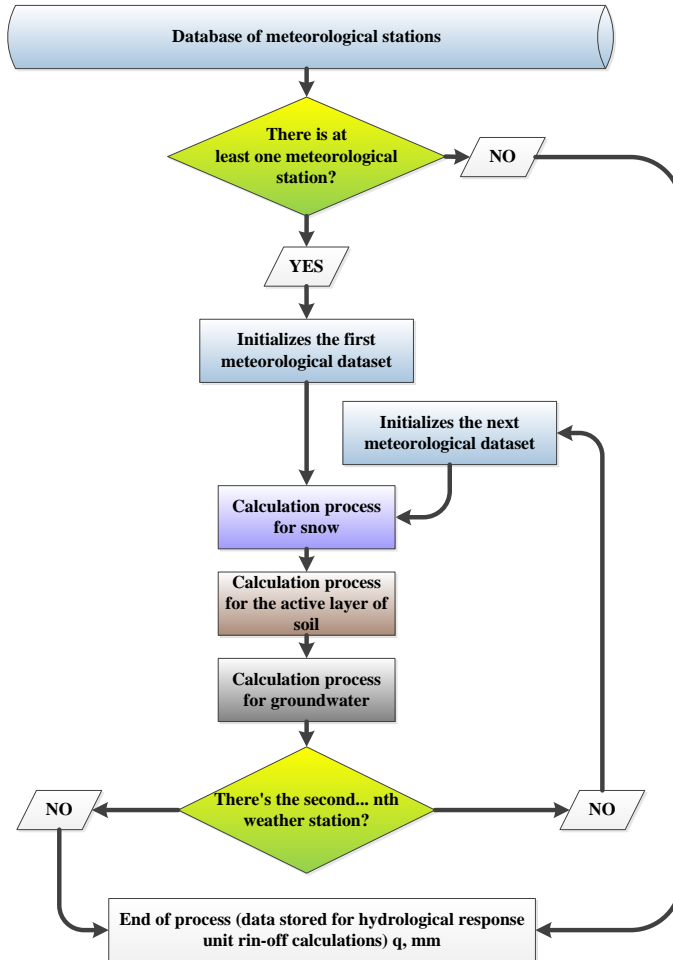 Database of meteorological stations
There is at
least one meteorological
station?
NO
YES
Initializes the first
meteorological dataset
Initializes the next
meteorological dataset
Calculation process
for snow
Calculation process
for the active layer of
soil
Calculation process
for groundwater
There's the second... nth
weather station?
NO
NO
End of process (data stored for hydrological response
unit rin-off calculations) q, mm